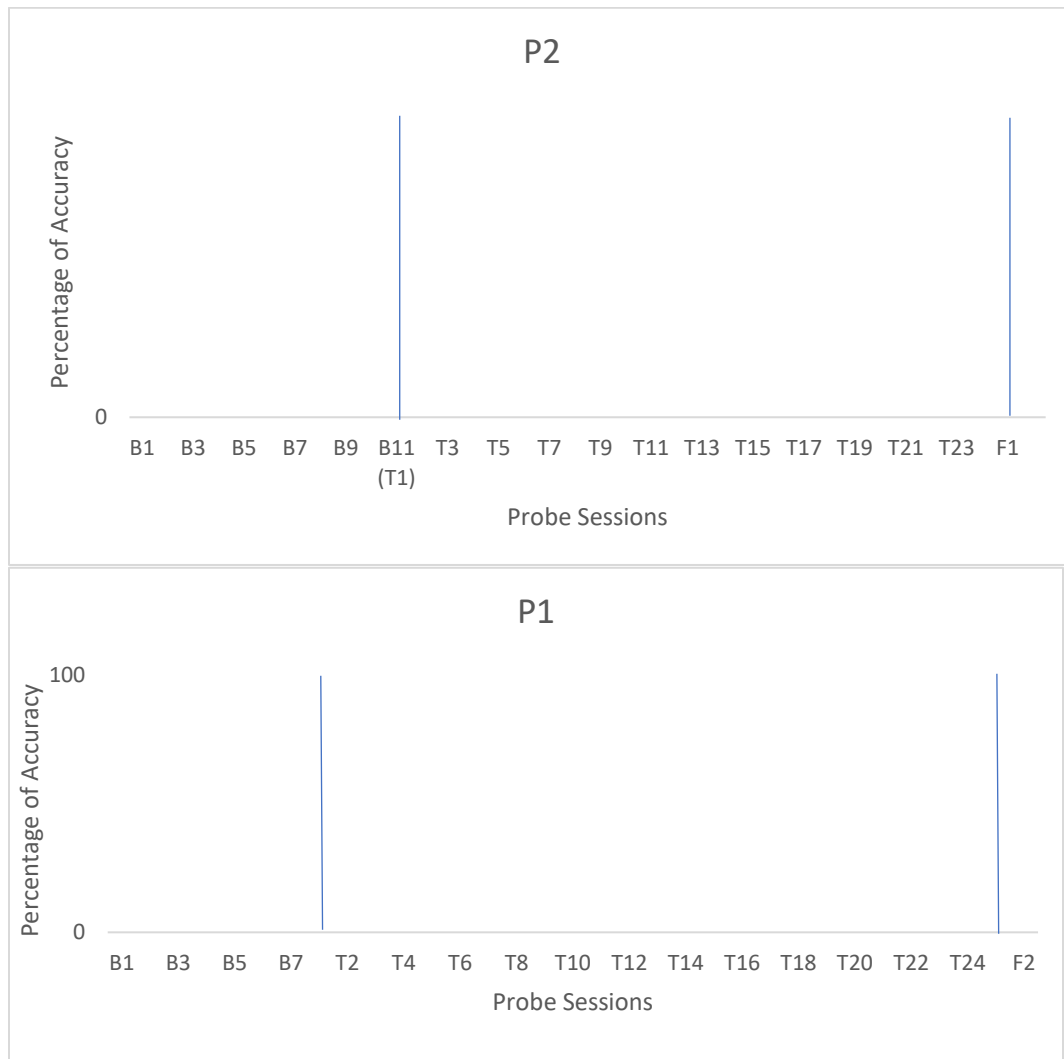 P2
Percentage of Accuracy
0
B1 B3 B5 B7 B9 B11 T3 T5 T7 T9 T11 T13 T15 T17 T19 T21 T23 F1
(T1)
Probe Sessions
P1
Percentage of Accuracy
100
0
B1 B3 B5 B7 T2 T4 T6 T8 T10 T12 T14 T16 T18 T20 T22 T24 F2
Probe Sessions